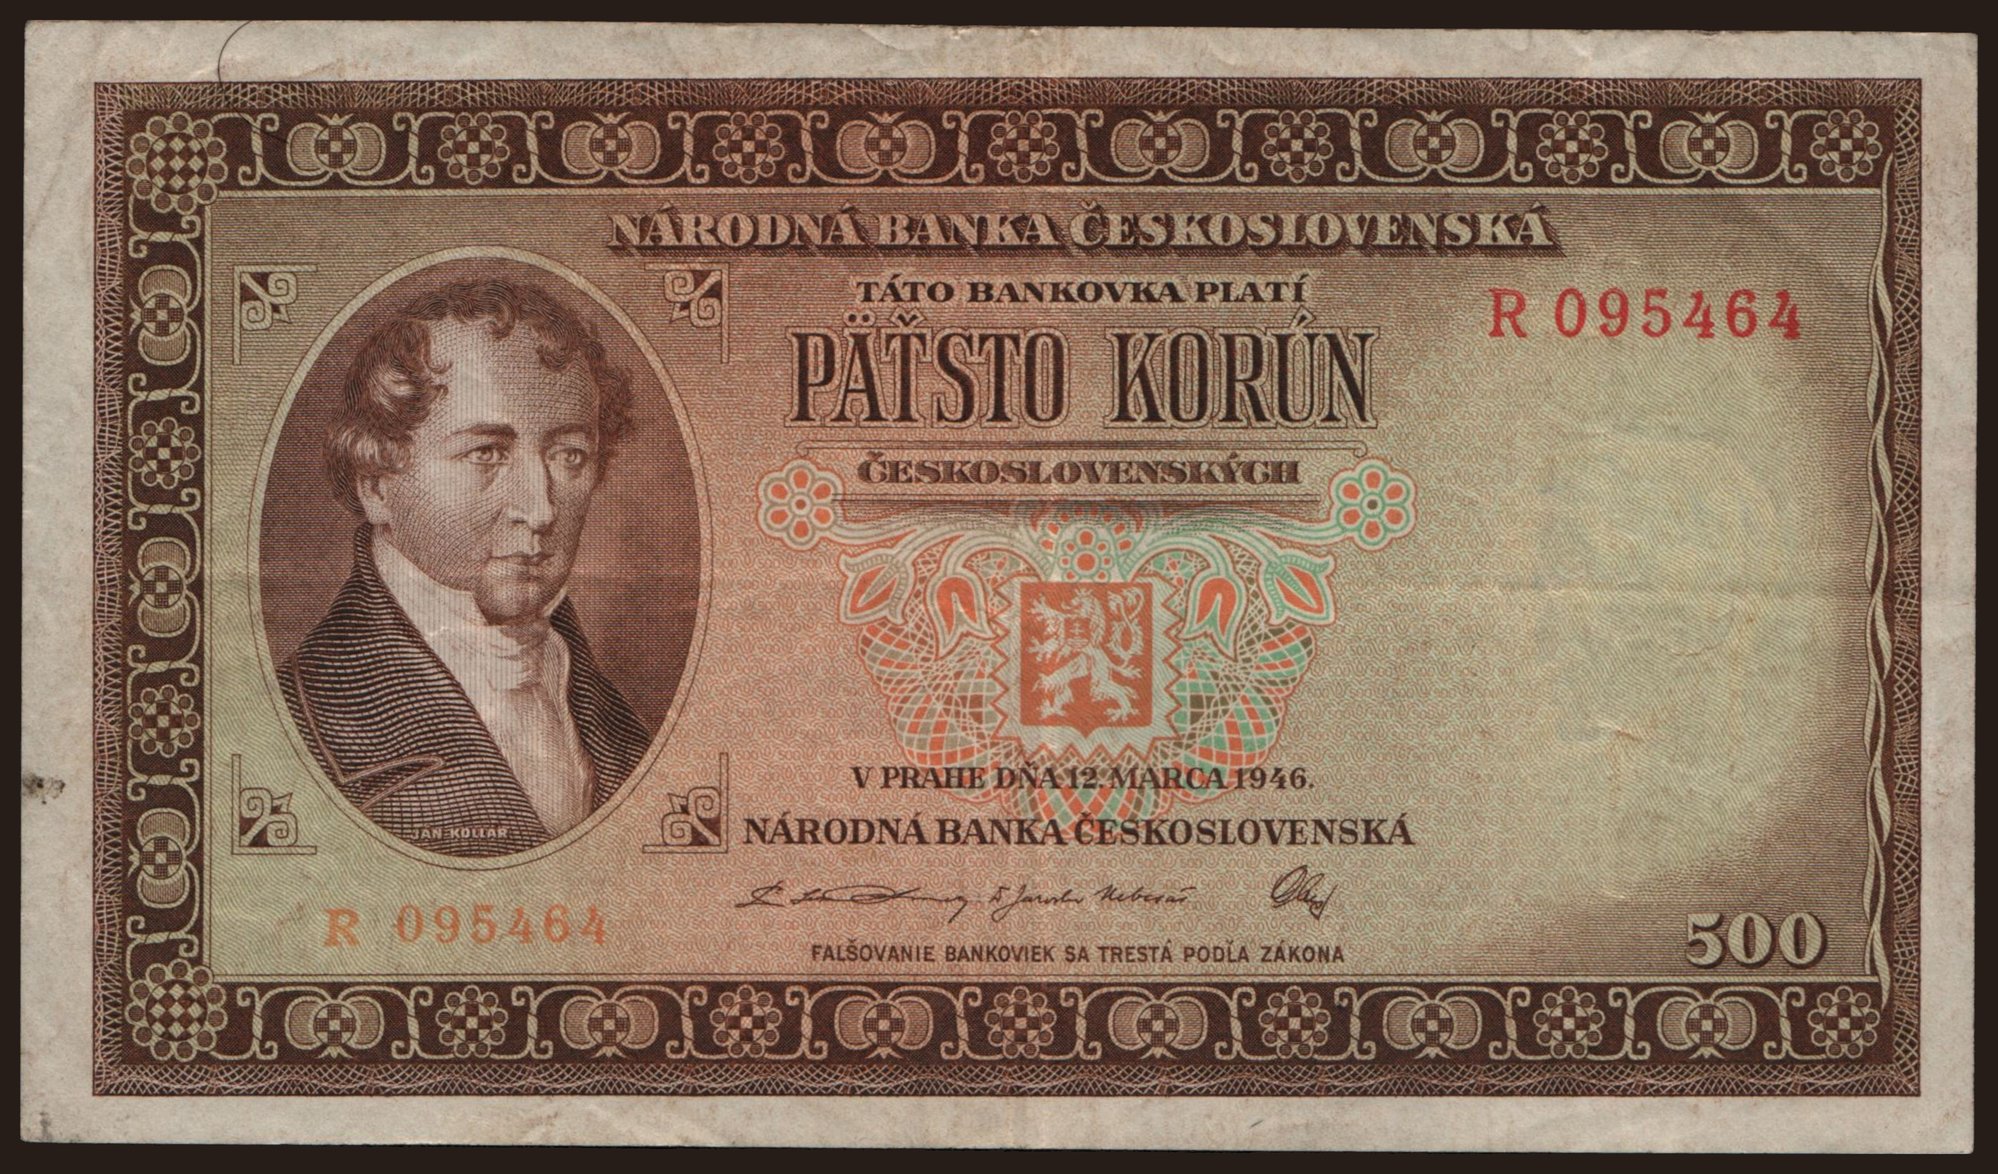 NÁRODNÁ BANKA ČESKOSLOVENSKÁ
TÁTO BANKOVKA PLATÍ
R 095464
PÄŤSTO KORÚN
ČESKOSLOVENSKÝCH
V PRAHE DŇA 12. MARCA 1946.
JÁN KOLLÁR
NÁRODNÁ BANKA ČESKOSLOVENSKÁ
R 095464
500
FALŠOVANIE BANKOVIEK SA TRESTÁ PODĽA ZÁKONA